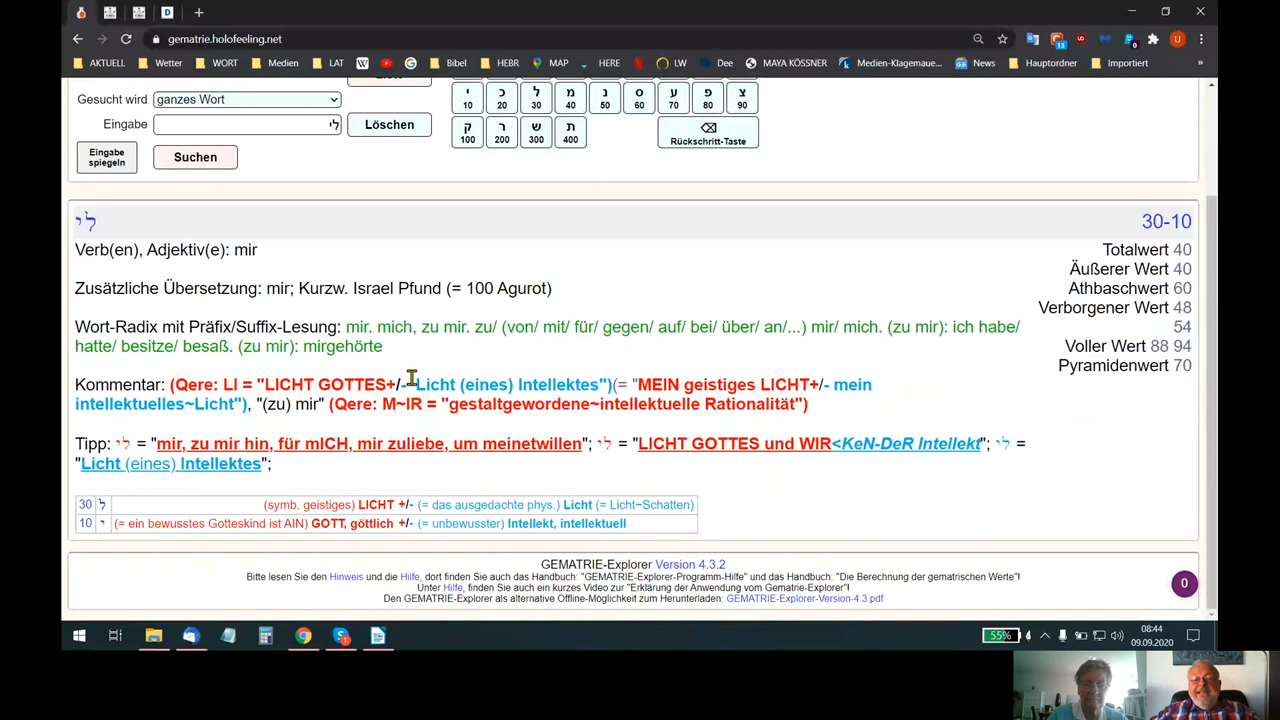 gematrie.holofeeling.net
AKTUELL Wetter WORT Medien LAT Bibel HEBR MAP HERE LW Dee MAYA KÖSSNER Medien-Klagemaue... News Hauptordner Importiert »
Gesucht wird ganzes Wort
Eingabe לי Löschen
Eingabe spiegeln Suchen
י כ ל מ נ ס ע פ צ
10 20 30 40 50 60 70 80 90
ק ר ש ת
100 200 300 400 Rückschritt-Taste
לי 30-10
Verb(en), Adjektiv(e): mir
Totalwert 40
Äußerer Wert 40
Athbaschwert 60
Verborgener Wert 48
54
Voller Wert 88 94
Pyramidenwert 70
Zusätzliche Übersetzung: mir; Kurzw. Israel Pfund (= 100 Agurot)
Wort-Radix mit Präfix/Suffix-Lesung: mir. mich, zu mir. zu/ (von/ mit/ für/ gegen/ auf/ bei/ über/ an/...) mir/ mich. (zu mir): ich habe/
hatte/ besitze/ besaß. (zu mir): mirgehörte
Kommentar: (Qere: LI = "LICHT GOTTES+/- Licht (eines) Intellektes")(= "MEIN geistiges LICHT+/- mein
intellektuelles~Licht"), "(zu) mir" (Qere: M~IR = "gestaltgewordene~intellektuelle Rationalität")
Tipp: לי = "mir, zu mir hin, für mICH, mir zuliebe, um meinetwillen"; לי = "LICHT GOTTES und WIR<KeN-DeR Intellekt"; לי =
"Licht (eines) Intellektes";
30 ל (symb. geistiges) LICHT +/- (= das ausgedachte phys.) Licht (= Licht~Schatten)
10 י (= ein bewusstes Gotteskind ist AIN) GOTT, göttlich +/- (= unbewusster) Intellekt, intellektuell
GEMATRIE-Explorer Version 4.3.2
Bitte lesen Sie den Hinweis und die Hilfe, dort finden Sie auch das Handbuch: "GEMATRIE-Explorer-Programm-Hilfe" und das Handbuch: "Die Berechnung der gematrischen Werte"!
Unter Hilfe, finden Sie auch ein kurzes Video zur "Erklärung der Anwendung vom Gematrie-Explorer"!
Den GEMATRIE-Explorer als alternative Offline-Möglichkeit zum Herunterladen: GEMATRIE-Explorer-Version-4.3 pdf
0
55%
08:44
09.09.2020